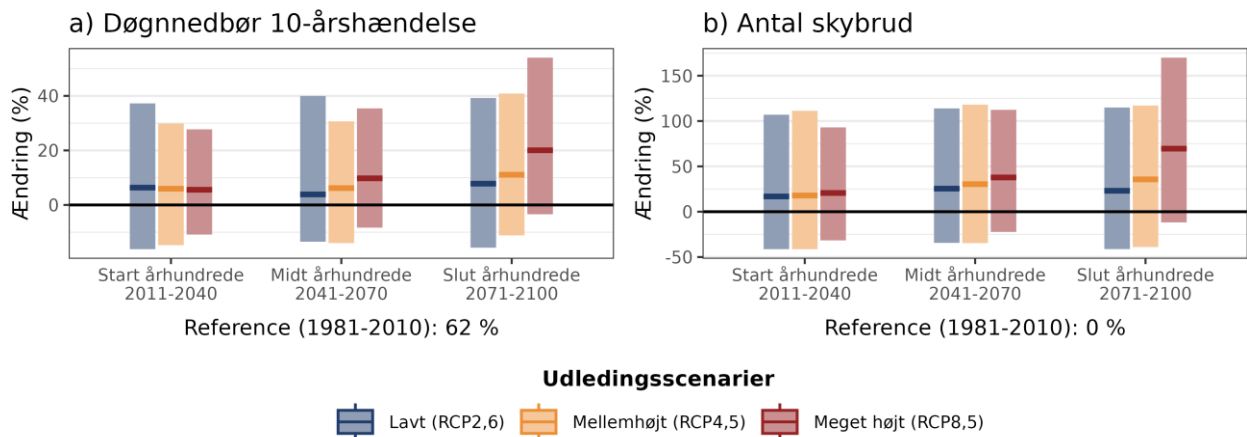 a) Døgnnedbør 10-årshændelse
Ændring (%)
40
20
0
Start århundrede
2011-2040
Midt århundrede
2041-2070
Slut århundrede
2071-2100
Reference (1981-2010): 62 %
b) Antal skybrud
Ændring (%)
150
100
50
0
-50
Start århundrede
2011-2040
Midt århundrede
2041-2070
Slut århundrede
2071-2100
Reference (1981-2010): 0 %
Udledingsscenarier
Lavt (RCP2,6)
Mellemhøjt (RCP4,5)
Meget højt (RCP8,5)